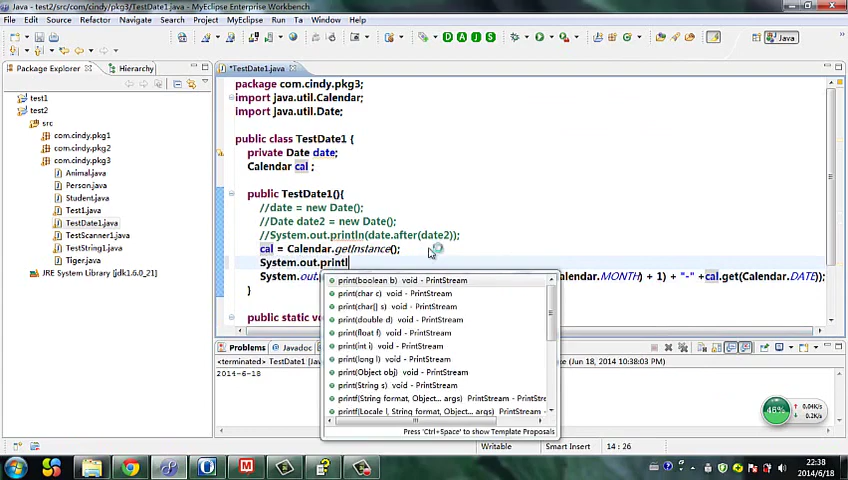 Java - test2/src/com/cindy/pkg3/TestDate1.java - MyEclipse Enterprise Workbench
File Edit Source Refactor Navigate Search Project MyEclipse Run Tω Window Help
Java
Package Explorer Hierarchy
test1
test2
src
com.cindy.pkg1
com.cindy.pkg2
com.cindy.pkg3
Animal.java
Person.java
Student.java
Test1.java
TestDate1.java
TestScanner1.java
TestString1.java
Tiger.java
JRE System Library [jdk1.6.0_21]
*TestDate1.java
package com.cindy.pkg3;
import java.util.Calendar;
import java.util.Date;
public class TestDate1 {
private Date date;
Calendar cal ;
public TestDate1(){
//date = new Date();
//Date date2 = new Date();
//System.out.println(date.after(date2));
cal = Calendar.getInstance();
System.out.printl
System.out.p alendar.MONTH) + 1) + "-" +cal.get(Calendar.DATE));
}
public static vo
print(boolean b) void - PrintStream
print(char c) void - PrintStream
print(char[] s) void - PrintStream
print(double d) void - PrintStream
print(float f) void - PrintStream
print(int i) void - PrintStream
print(long l) void - PrintStream
print(Object obj) void - PrintStream
print(String s) void - PrintStream
printf(String format, Object... args) PrintStream - PrintStre
printf(Locale l, String format, Object... args) PrintStream
Press 'Ctrl+Space' to show Template Proposals
Problems Javadoc
<terminated> TestDate1 [Java (Jun 18, 2014 10:38:03 PM)
2014-6-18
46%
0.04K/s
0.2K/s
Writable Smart Insert 14 : 26
22:38
2014/6/18